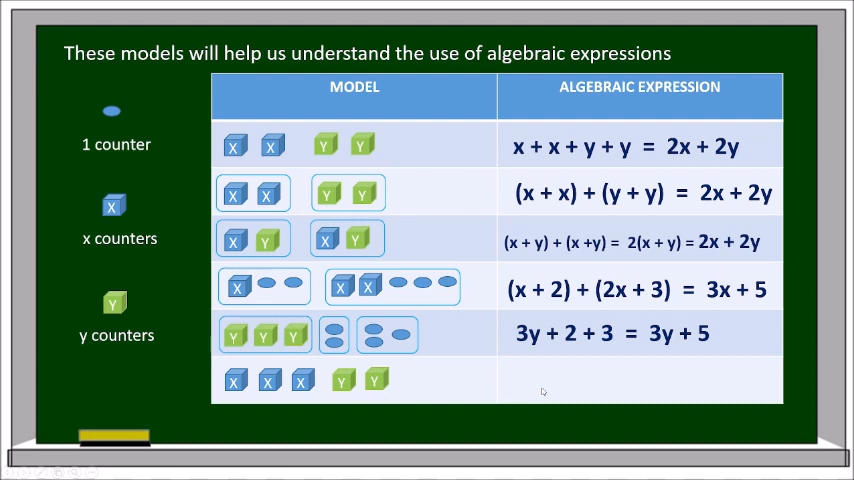 These models will help us understand the use of algebraic expressions
MODEL ALGEBRAIC EXPRESSION
1 counter
X X Y Y x + x + y + y = 2x + 2y
X
X X Y Y (x + x) + (y + y) = 2x + 2y
x counters
X Y X Y (x + y) + (x +y) = 2(x + y) = 2x + 2y
X X X (x + 2) + (2x + 3) = 3x + 5
Y
y counters
Y Y Y 3y + 2 + 3 = 3y + 5
X X X Y Y